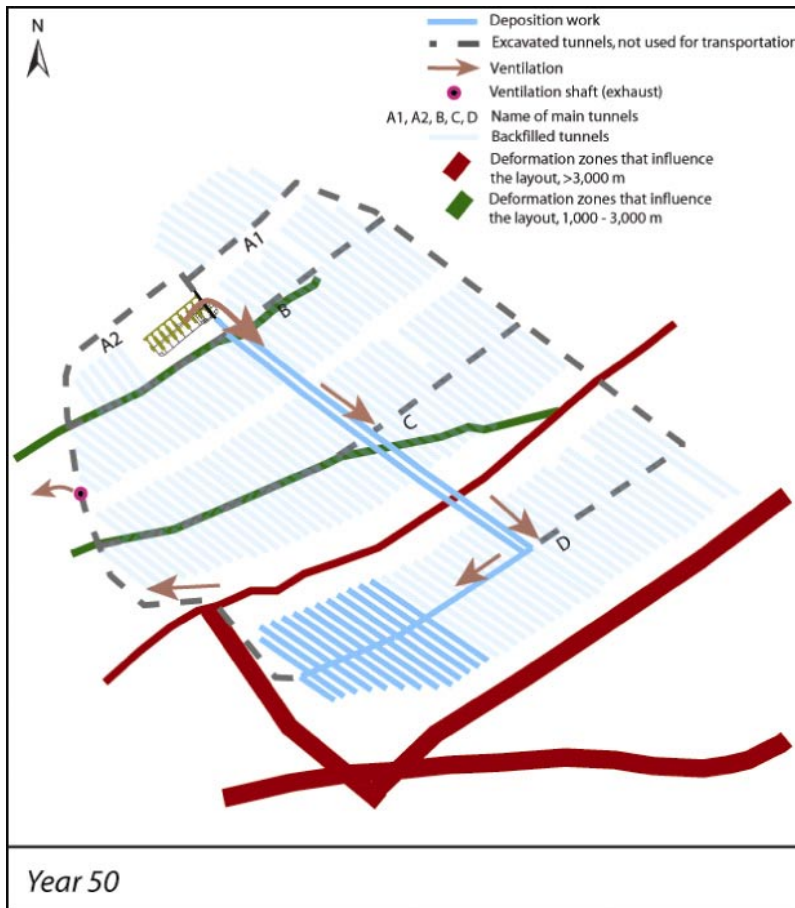 N
Deposition work
Excavated tunnels, not used for transportation
Ventilation
Ventilation shaft (exhaust)
A1, A2, B, C, D Name of main tunnels
Backfilled tunnels
Deformation zones that influence
the layout, >3,000 m
Deformation zones that influence
the layout, 1,000 - 3,000 m
A1
A2
B
C
D
Year 50